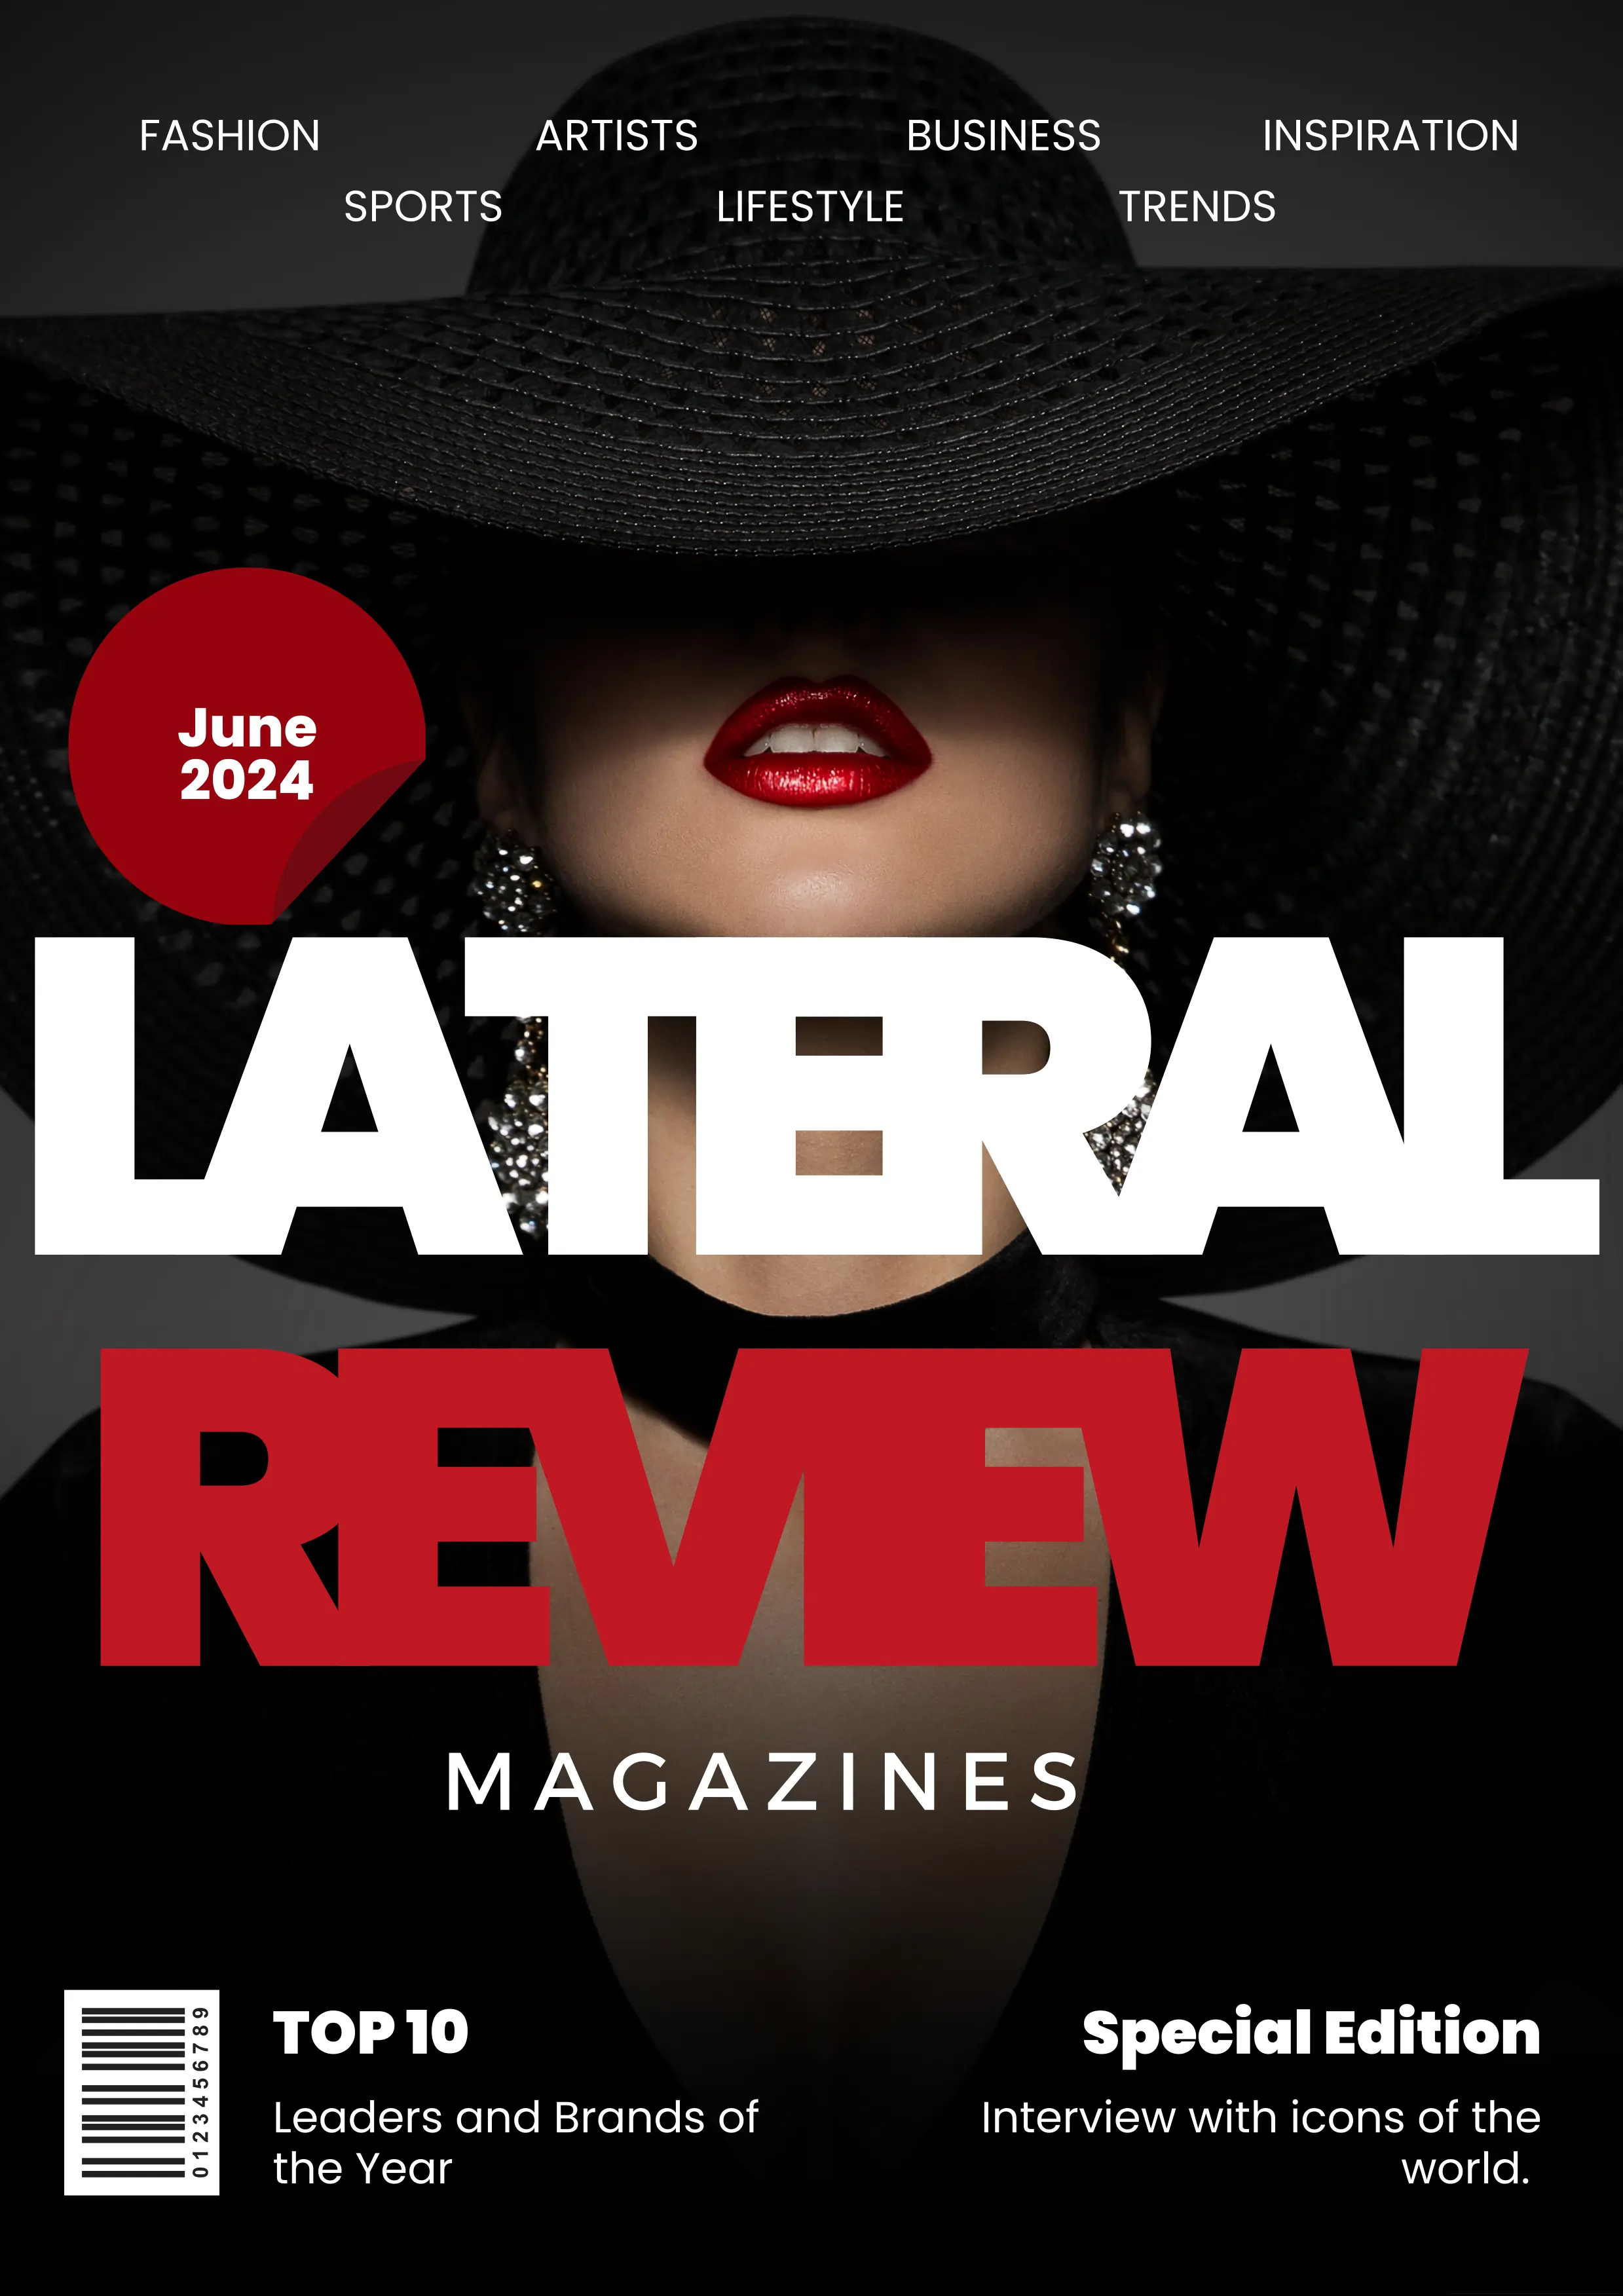 FASHION ARTISTS BUSINESS INSPIRATION
SPORTS LIFESTYLE TRENDS
June
2024
LATERAL
REVIEW
MAGAZINES
0123456789
TOP 10
Leaders and Brands of
the Year
Special Edition
Interview with icons of the
world.